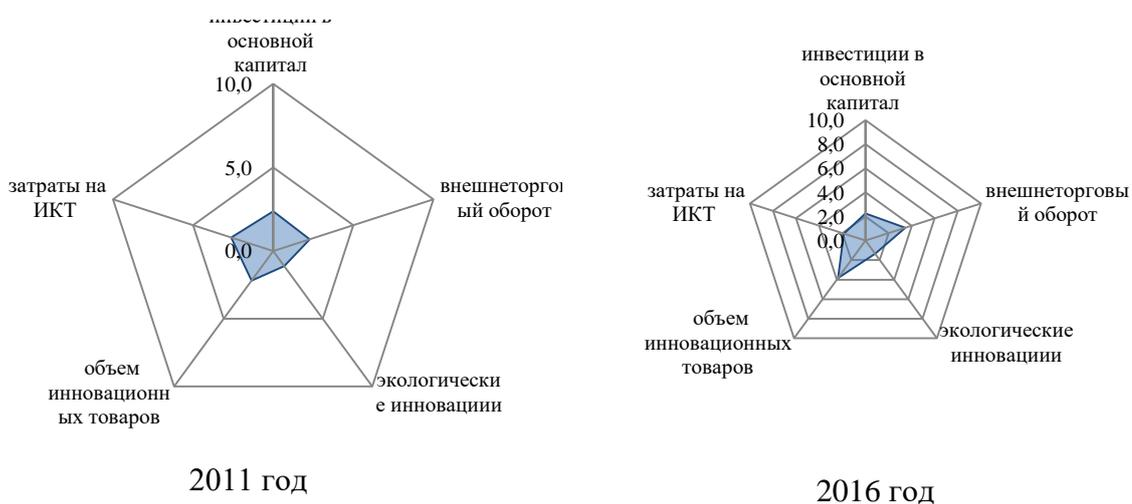 основной
капитал
10,0
5,0
0,0
затраты на
ИКТ
внешнеторго
ый оборот
объем
инновационн
ых товаров
экологически
е инновациии
2011 год
инвестиции в
основной
капитал
10,0
8,0
6,0
4,0
2,0
0,0
затраты на
ИКТ
внешнеторговы
й оборот
объем
инновационных
товаров
экологические
инновациии
2016 год